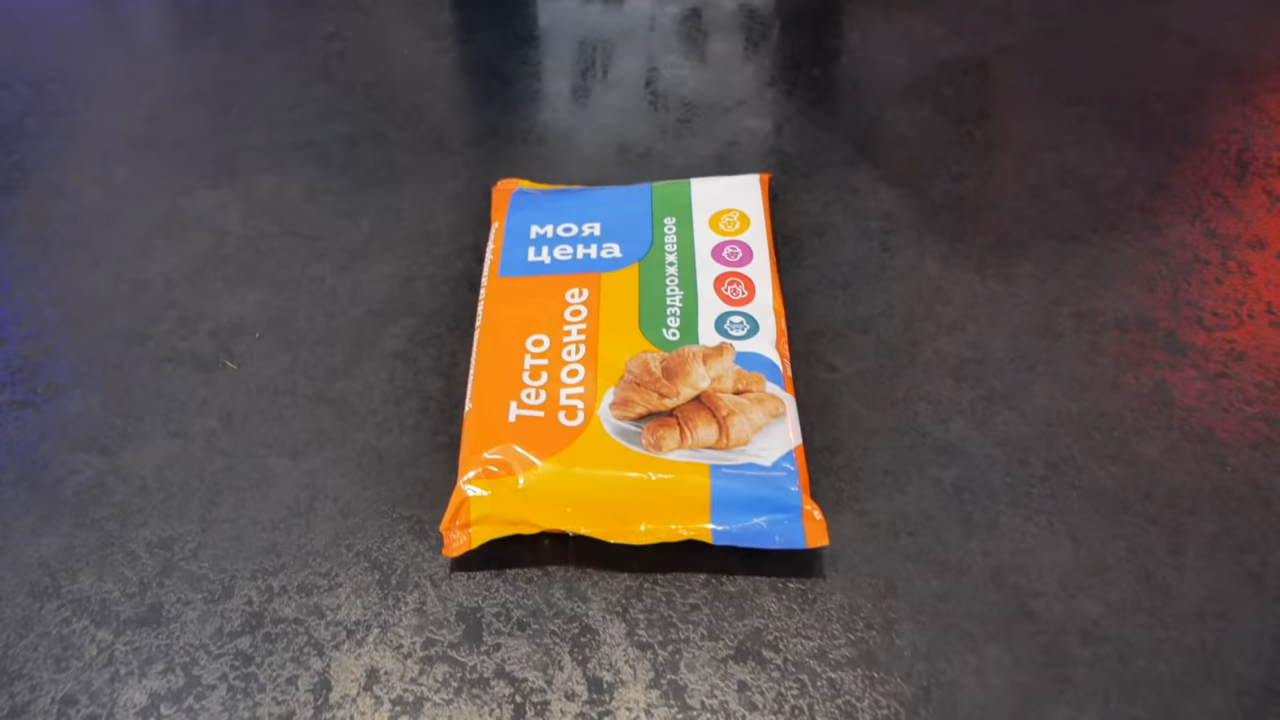 моя
цена
Тесто
слоеное
бездрожжевое